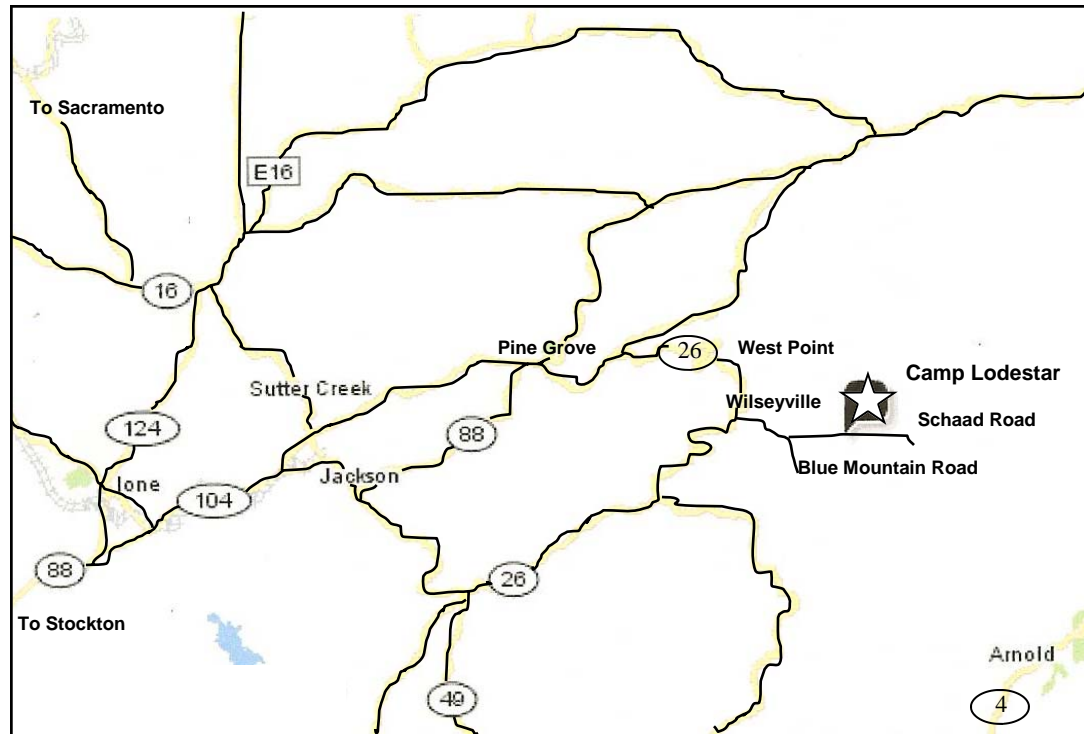 To Sacramento
E16
16
Pine Grove
26
West Point
Camp Lodestar
Sutter Creek
Wilseyville
Schaad Road
124
88
Blue Mountain Road
Jackson
Ione
104
88
26
To Stockton
Arnold
49
4